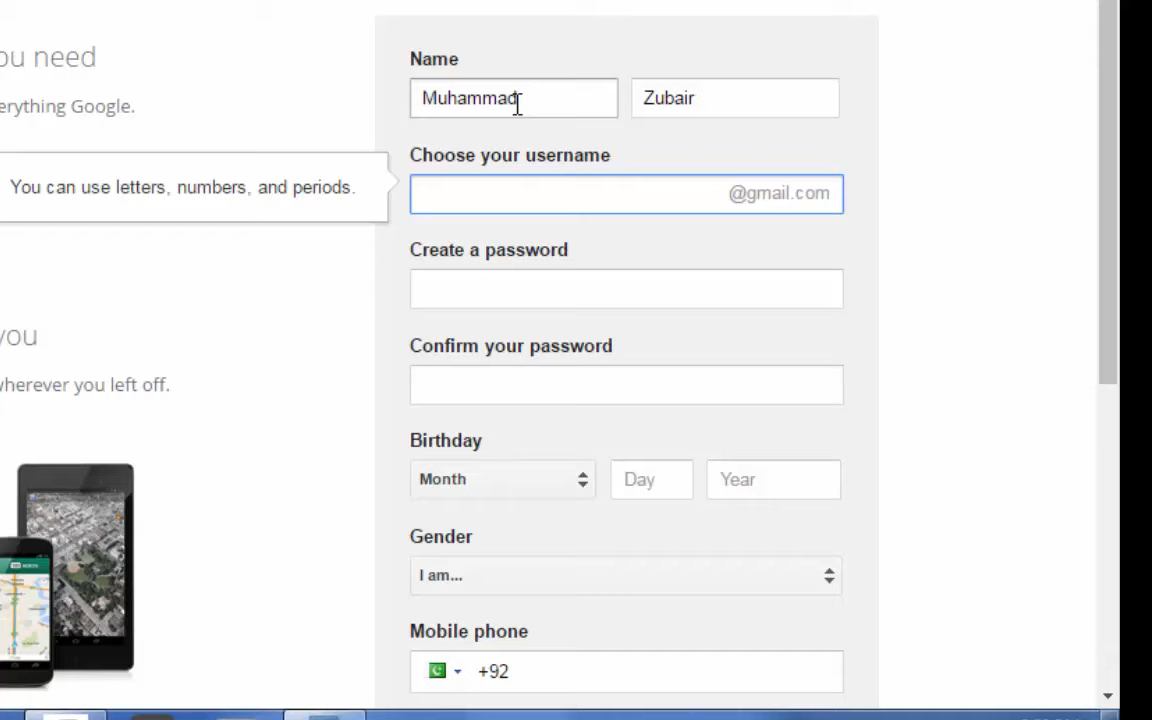 ou need
erything Google.
you
wherever you left off.
You can use letters, numbers, and periods.
Name
Muhammad
Zubair
Choose your username
@gmail.com
Create a password
Confirm your password
Birthday
Month
Day
Year
Gender
I am...
Mobile phone
+92